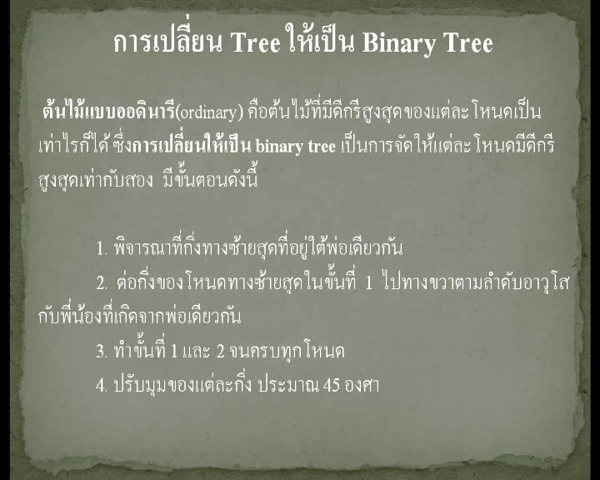 การเปลี่ยน Tree ให้เป็น Binary Tree
ต้นไม้แบบออดินารี(ordinary) คือต้นไม้ที่มีดีกรีสูงสุดของแต่ละโหนดเป็น
เท่าไรก็ได้ ซึ่งการเปลี่ยนให้เป็น binary tree เป็นการจัดให้แต่ละโหนดมีดีกรี
สูงสุดเท่ากับสอง มีขั้นตอนดังนี้
1. พิจารณาที่กิ่งทางซ้ายสุดที่อยู่ใต้พ่อเดียวกัน
2. ต่อกิ่งของโหนดทางซ้ายสุดในขั้นที่ 1 ไปทางขวาตามลำดับอาวุโส
กับพี่น้องที่เกิดจากพ่อเดียวกัน
3. ทำขั้นที่ 1 และ 2 จนครบทุกโหนด
4. ปรับมุมของแต่ละกิ่ง ประมาณ 45 องศา